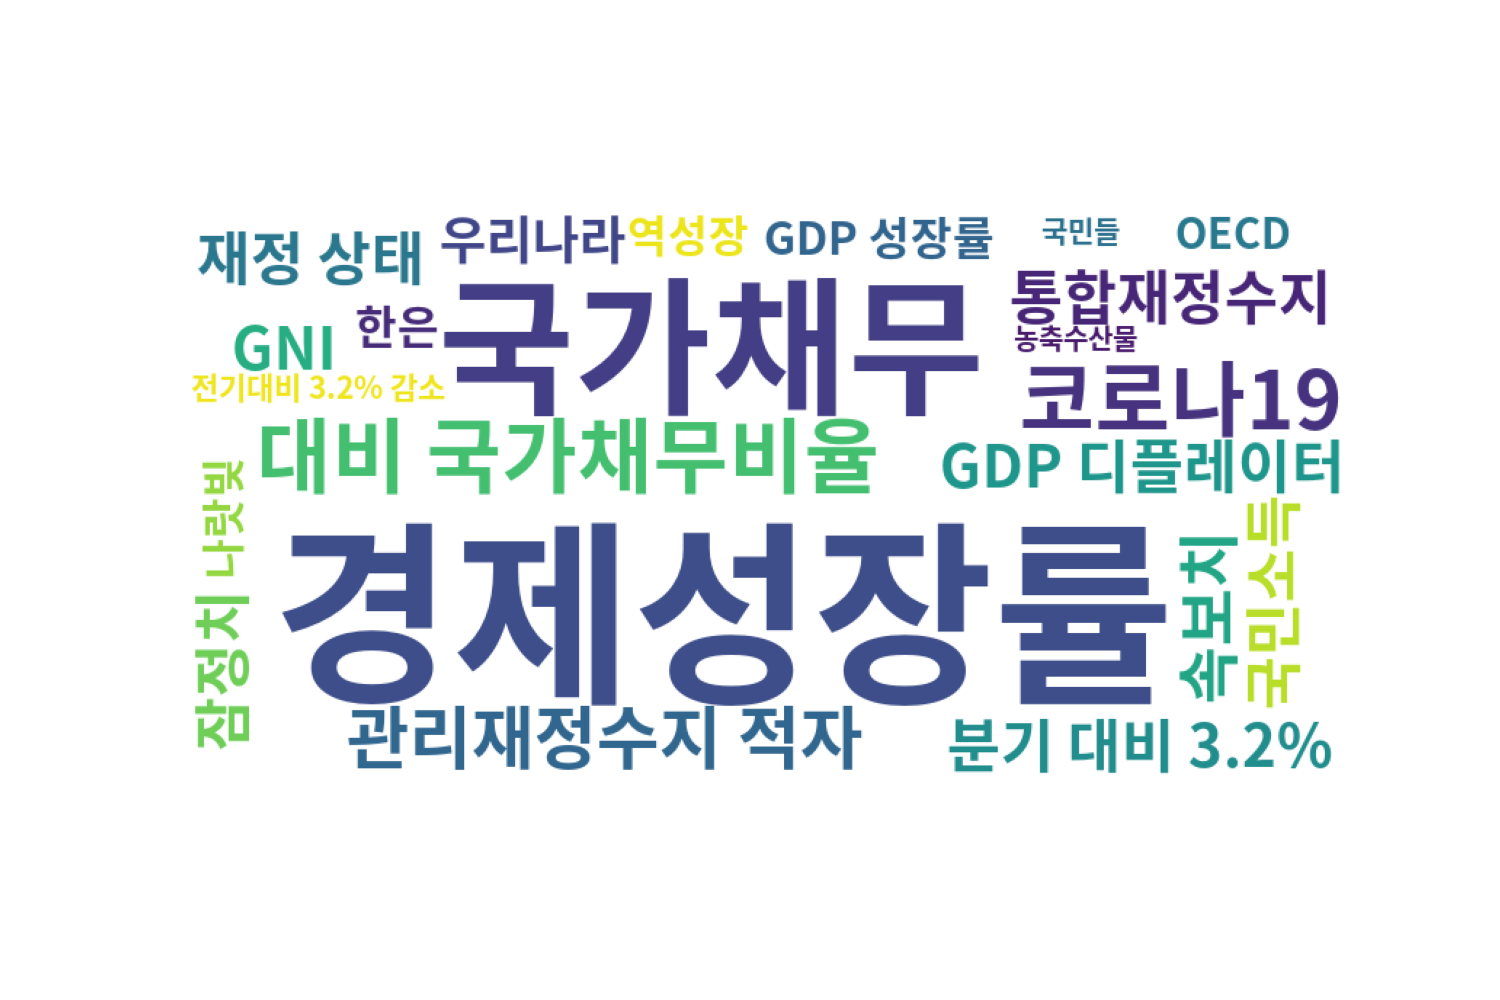 재정 상태
우리나라
역성장
GDP 성장률
국민들
OECD
통합재정수지
한은
GNI
국가채무
농축수산물
전기대비 3.2% 감소
코로나19
대비 국가채무비율
GDP 디플레이터
나랏빚
경제성장률
속보치
국민소득
잠정치
관리재정수지 적자
분기 대비 3.2%